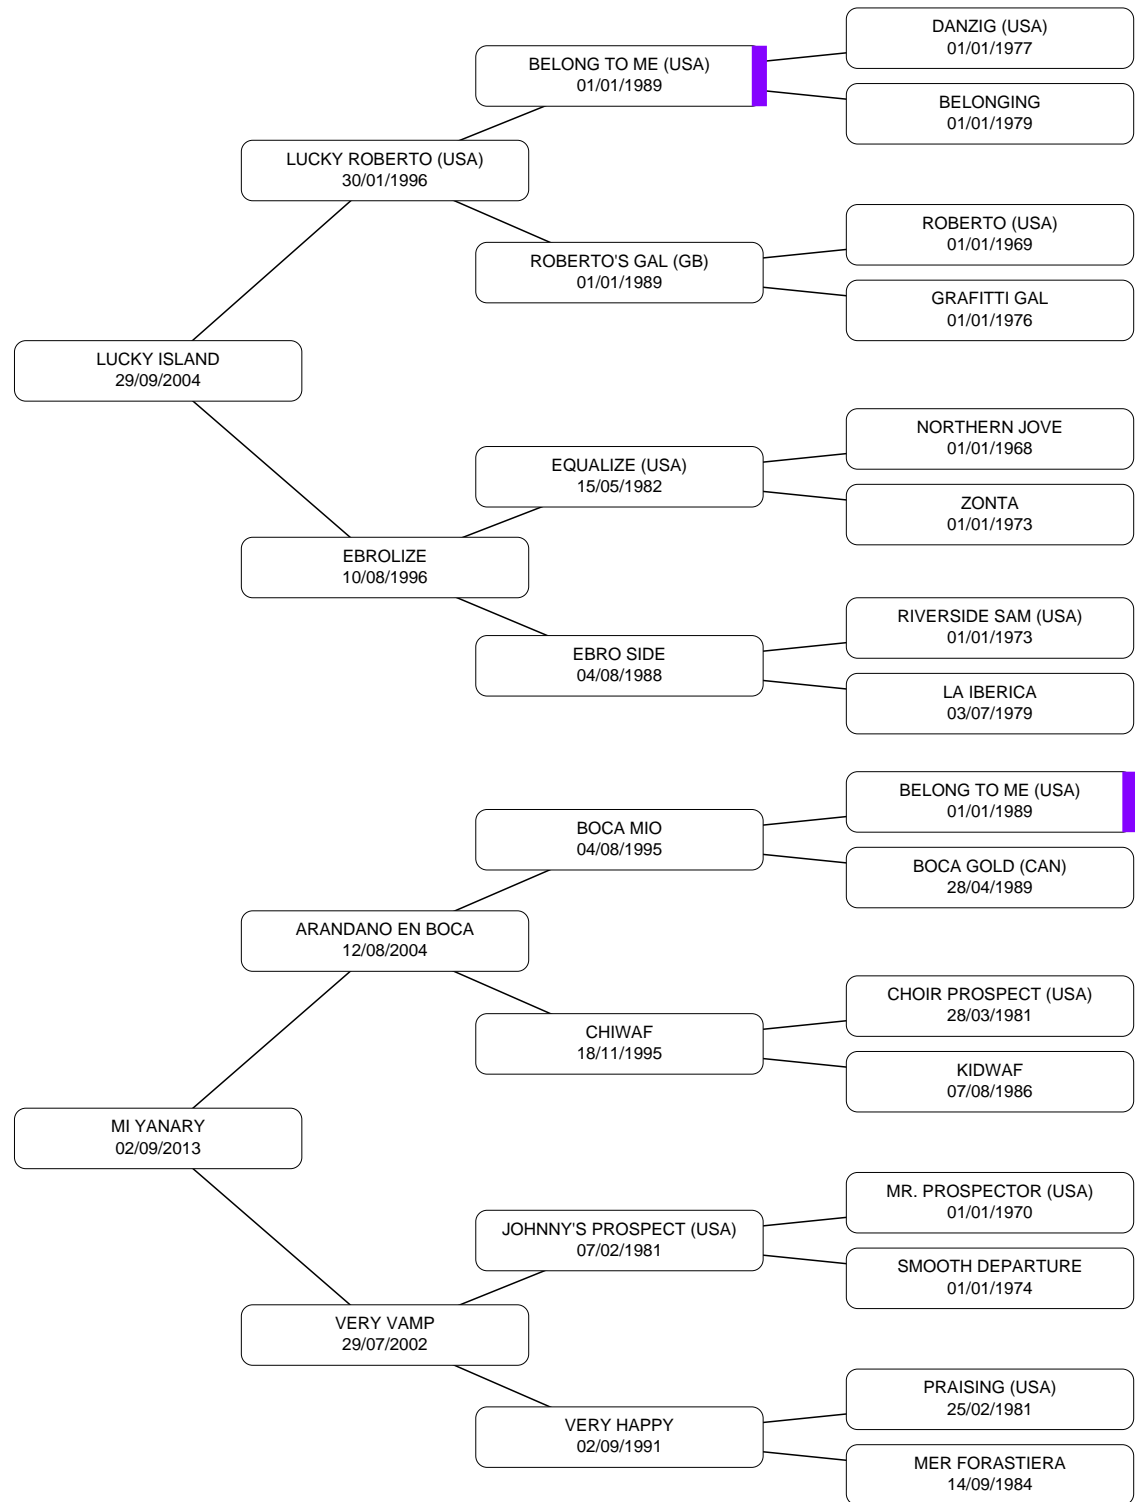 DANZIG (USA)
01/01/1977
BELONG TO ME (USA)
01/01/1989
BELONGING
01/01/1979
LUCKY ROBERTO (USA)
30/01/1996
ROBERTO (USA)
01/01/1969
ROBERTO'S GAL (GB)
01/01/1989
GRAFITTI GAL
01/01/1976
LUCKY ISLAND
29/09/2004
NORTHERN JOVE
01/01/1968
EQUALIZE (USA)
15/05/1982
ZONTA
01/01/1973
EBROLIZE
10/08/1996
RIVERSIDE SAM (USA)
01/01/1973
EBRO SIDE
04/08/1988
LA IBERICA
03/07/1979
BELONG TO ME (USA)
01/01/1989
BOCA MIO
04/08/1995
BOCA GOLD (CAN)
28/04/1989
ARANDANO EN BOCA
12/08/2004
CHOIR PROSPECT (USA)
28/03/1981
CHIWAF
18/11/1995
KIDWAF
07/08/1986
MI YANARY
02/09/2013
MR. PROSPECTOR (USA)
01/01/1970
JOHNNY'S PROSPECT (USA)
07/02/1981
SMOOTH DEPARTURE
01/01/1974
VERY VAMP
29/07/2002
PRAISING (USA)
25/02/1981
VERY HAPPY
02/09/1991
MER FORASTIERA
14/09/1984